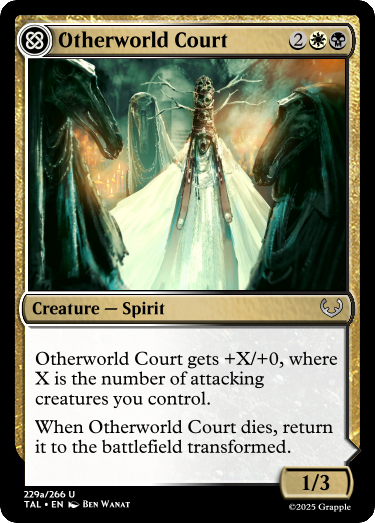 Otherworld Court 2
Creature — Spirit
Otherworld Court gets +X/+0, where
X is the number of attacking
creatures you control.
When Otherworld Court dies, return
it to the battlefield transformed.
1/3
229a/266 U
TAL • EN Ben Wanat
©2025 Grapple